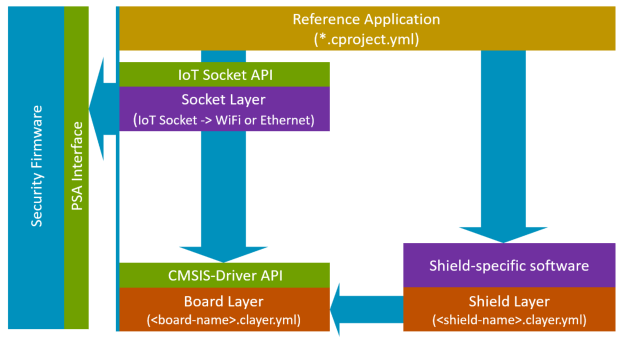 Reference Application
(*.cproject.yml)
IoT Socket API
Socket Layer
(IoT Socket -> WiFi or Ethernet)
Security Firmware
PSA Interface
CMSIS-Driver API
Board Layer
(<board-name>.clayer.yml)
Shield-specific software
Shield Layer
(<shield-name>.clayer.yml)